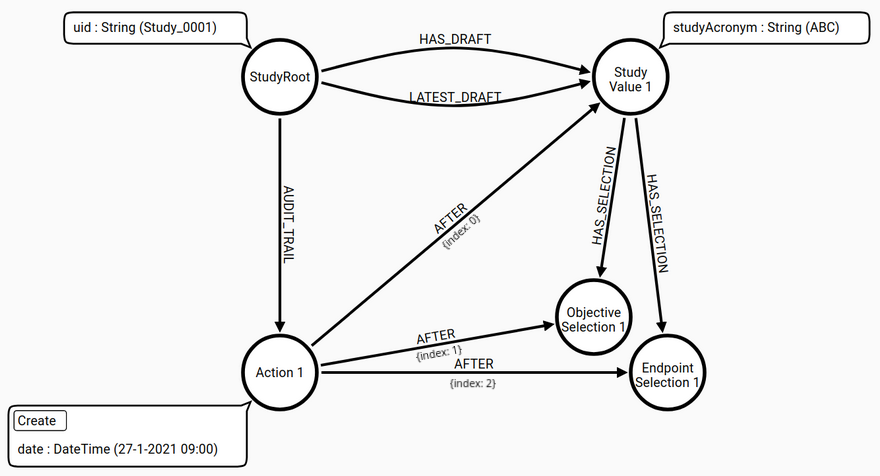 uid : String (Study_0001)
studyAcronym : String (ABC)
HAS_DRAFT
StudyRoot
Study
Value 1
LATEST_DRAFT
AUDIT_TRAIL
AFTER
{index: 0}
HAS_SELECTION
HAS_SELECTION
Objective
Selection 1
AFTER
{index: 1}
AFTER
{index: 2}
Action 1
Endpoint
Selection 1
Create
date : DateTime (27-1-2021 09:00)